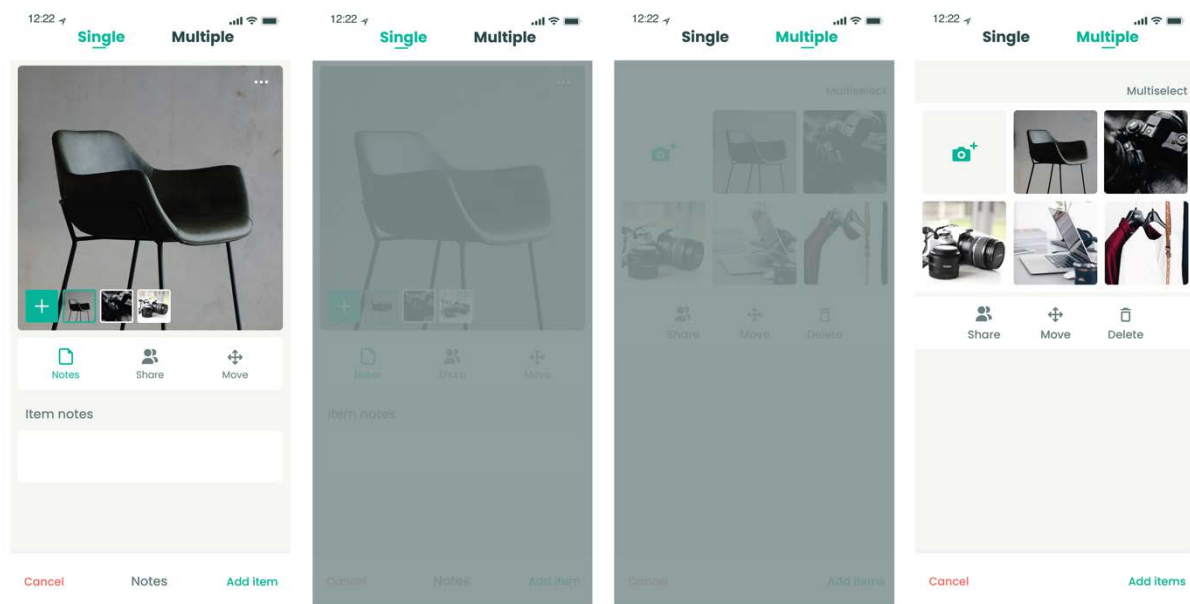 12:22
Single Multiple
Notes Share Move
Item notes
Cancel Notes Add item
12:22
Single Multiple
Notes Share Move
Item notes
Cancel Notes Add item
12:22
Single Multiple
Multiselect
Share Move Delete
Cancel Add items
12:22
Single Multiple
Multiselect
Share Move Delete
Cancel Add items